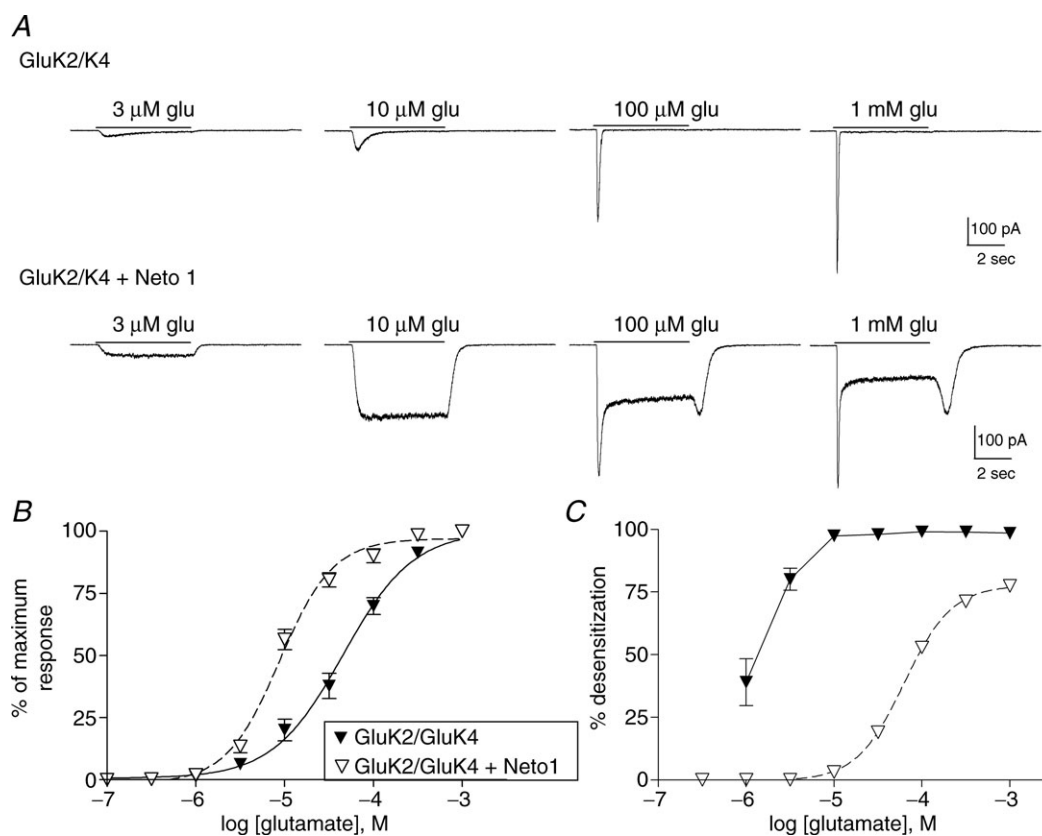 A
GluK2/K4
3 μM glu 10 μM glu 100 μM glu 1 mM glu
100 pA
2 sec
GluK2/K4 + Neto 1
3 μM glu 10 μM glu 100 μM glu 1 mM glu
100 pA
2 sec
B
100
75
50
25
0
% of maximum
response
GluK2/GluK4
GluK2/GluK4 + Neto1
–7 –6 –5 –4 –3
log [glutamate], M
C
100
75
50
25
0
% desensitization
–7 –6 –5 –4 –3
log [glutamate], M